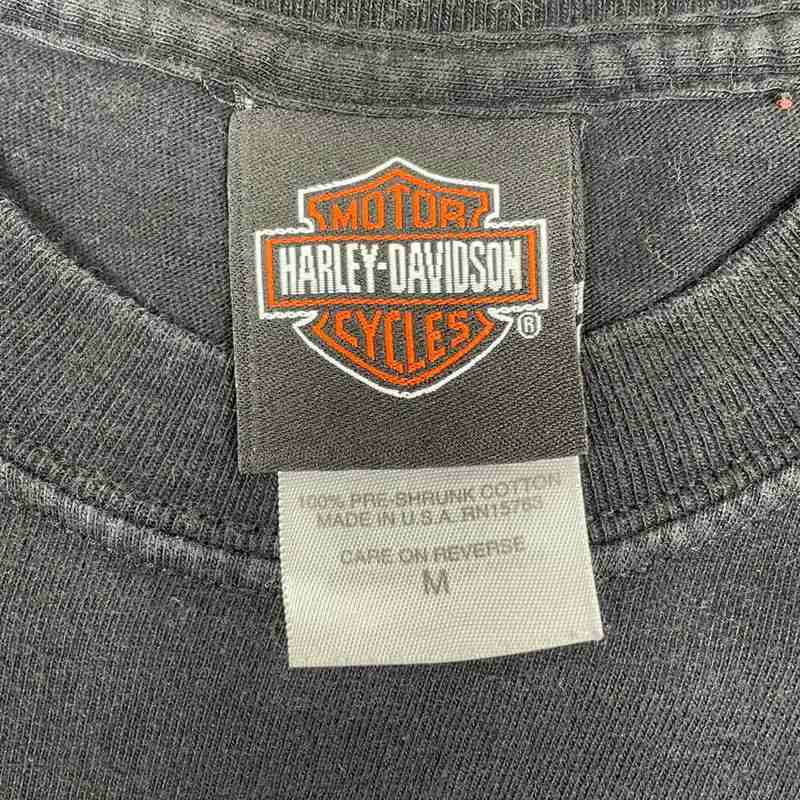 MOTOR
HARLEY-DAVIDSON
CYCLES
®
100% PRE-SHRUNK COTTON
MADE IN U.S.A. RN15763
CARE ON REVERSE
M